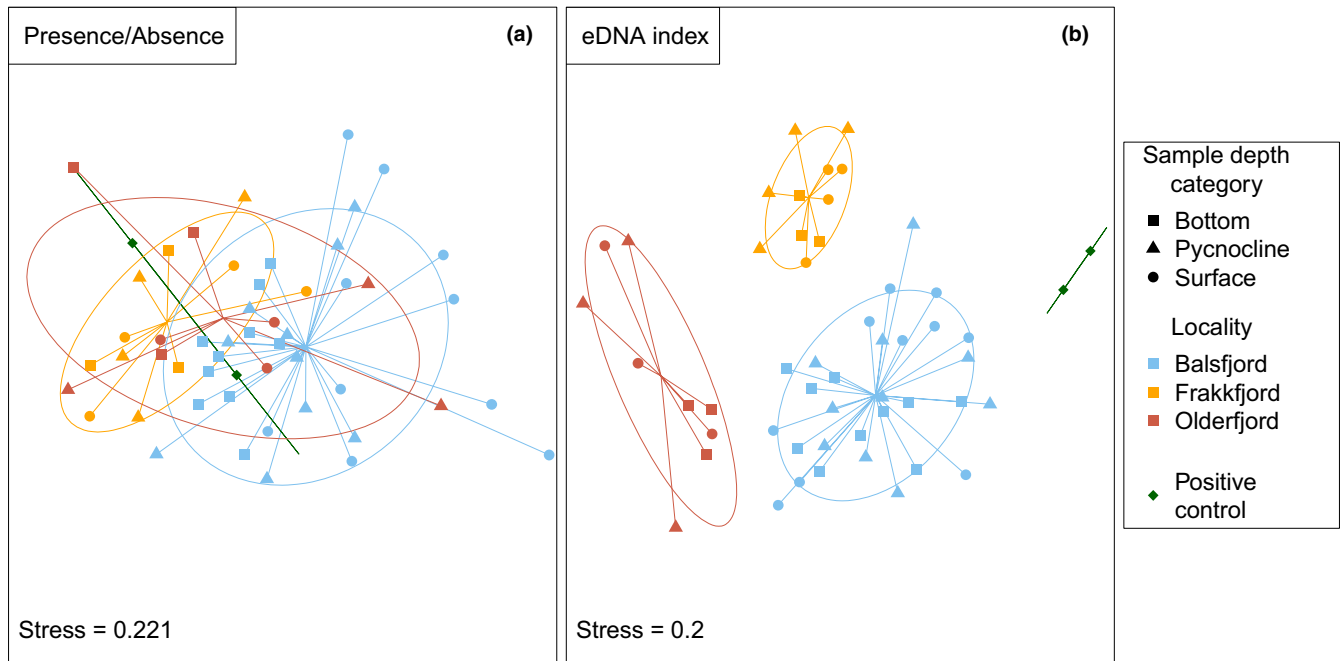 Presence/Absence
(a)
Stress = 0.221
eDNA index
(b)
Stress = 0.2
Sample depth
category
Bottom
Pycnocline
Surface
Locality
Balsfjord
Frakkfjord
Olderfjord
Positive
control